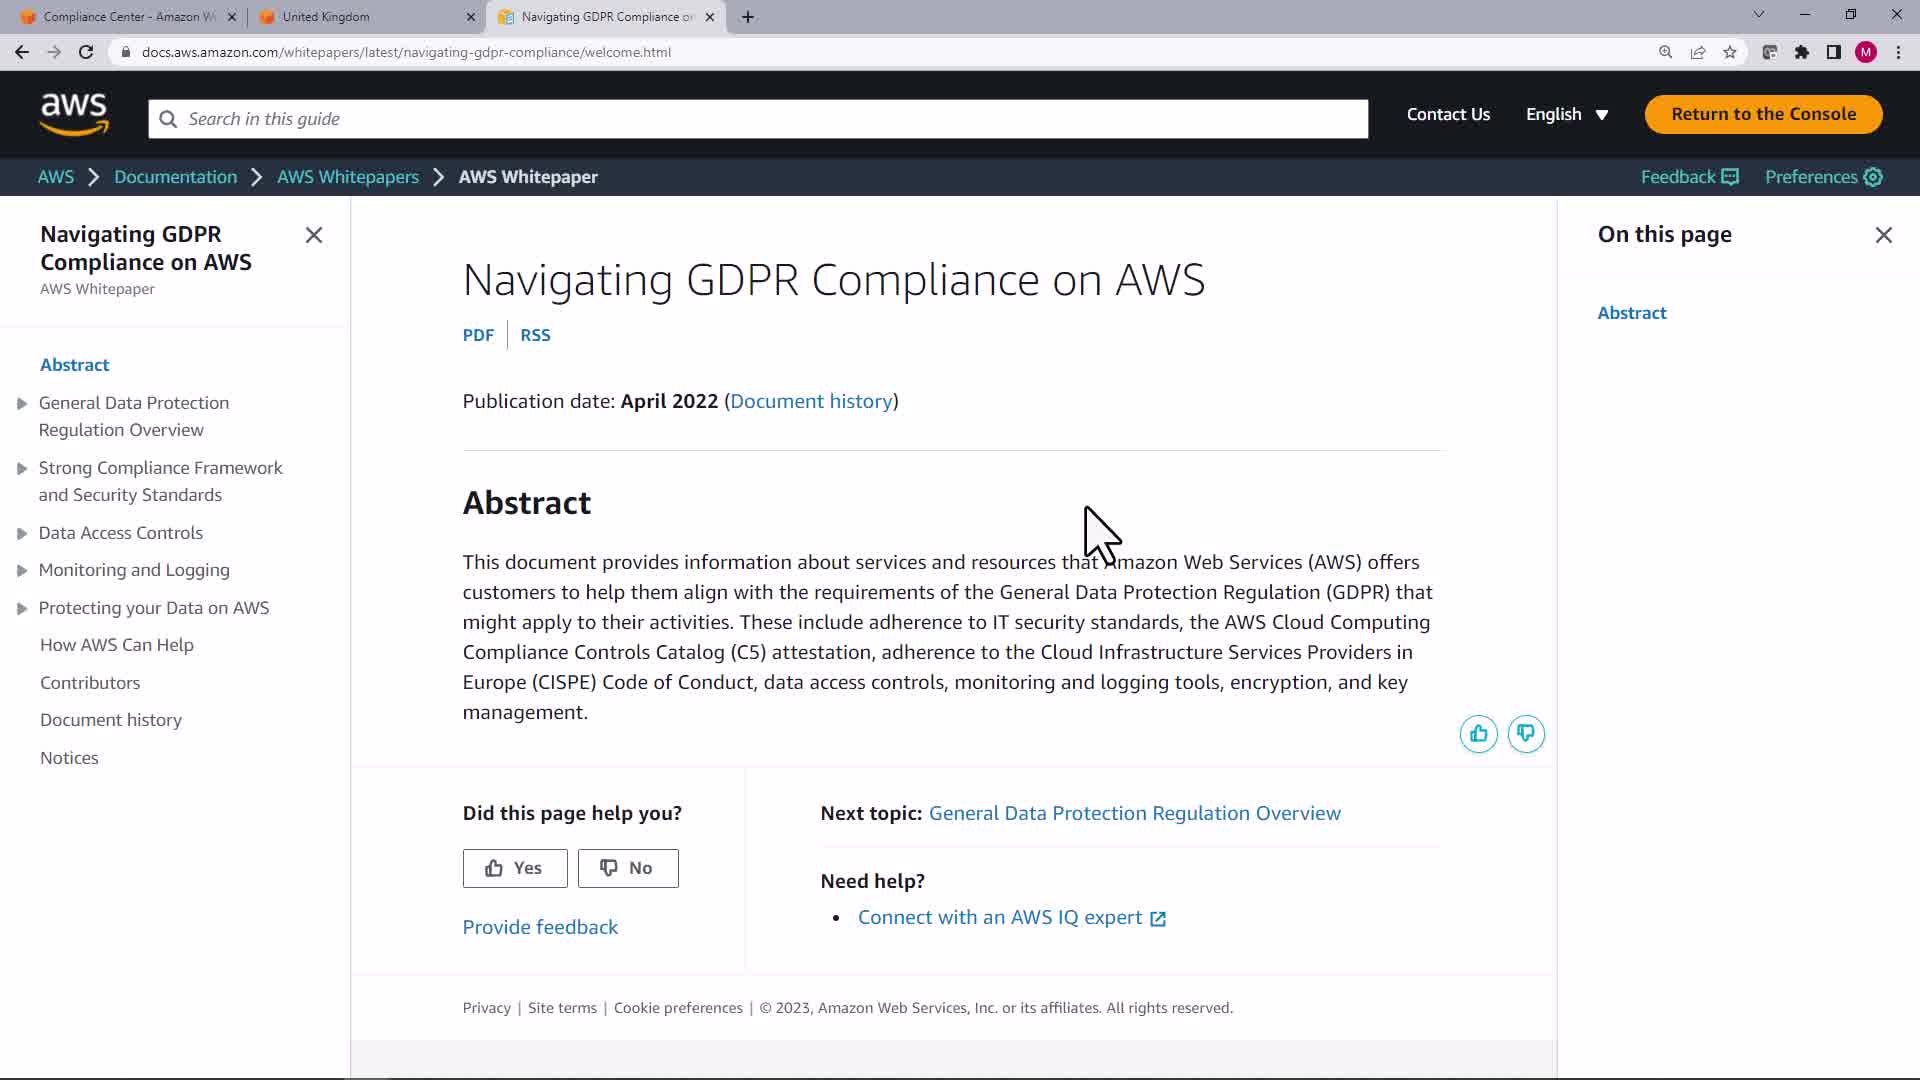 Compliance Center - Amazon W
United Kingdom
Navigating GDPR Compliance on
docs.aws.amazon.com/whitepapers/latest/navigating-gdpr-compliance/welcome.html
M
aws
Search in this guide
Contact Us
English
Return to the Console
AWS
Documentation
AWS Whitepapers
AWS Whitepaper
Feedback
Preferences
Navigating GDPR
Compliance on AWS
AWS Whitepaper
Abstract
General Data Protection
Regulation Overview
Strong Compliance Framework
and Security Standards
Data Access Controls
Monitoring and Logging
Protecting your Data on AWS
How AWS Can Help
Contributors
Document history
Notices
Navigating GDPR Compliance on AWS
PDF
RSS
Publication date: April 2022 (Document history)
Abstract
This document provides information about services and resources that Amazon Web Services (AWS) offers
customers to help them align with the requirements of the General Data Protection Regulation (GDPR) that
might apply to their activities. These include adherence to IT security standards, the AWS Cloud Computing
Compliance Controls Catalog (C5) attestation, adherence to the Cloud Infrastructure Services Providers in
Europe (CISPE) Code of Conduct, data access controls, monitoring and logging tools, encryption, and key
management.
Did this page help you?
Yes
No
Provide feedback
Next topic: General Data Protection Regulation Overview
Need help?
• Connect with an AWS IQ expert
Privacy | Site terms | Cookie preferences | © 2023, Amazon Web Services, Inc. or its affiliates. All rights reserved.
On this page
Abstract